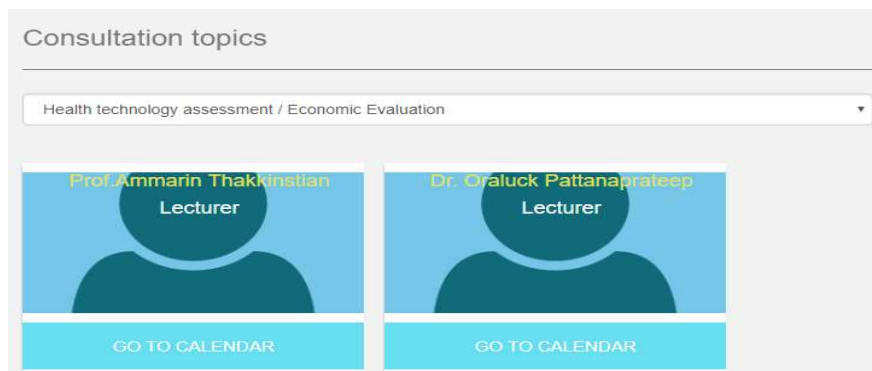 Consultation topics
Health technology assessment / Economic Evaluation
Prof.Ammarin Thakkinstian
Lecturer
GO TO CALENDAR
Dr. Oraluck Pattanaprateep
Lecturer
GO TO CALENDAR